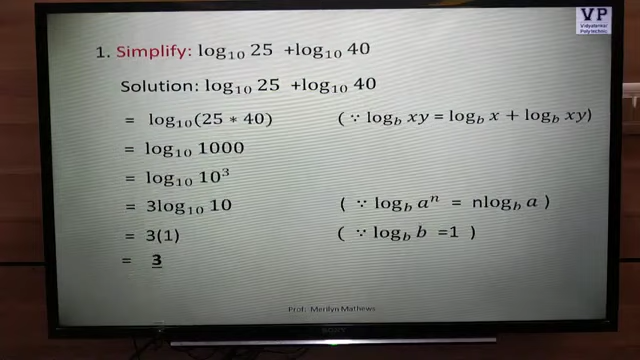 VP
Vidyalankar
Polytechnic
1. Simplify: log₁₀ 25 +log₁₀ 40
Solution: log₁₀ 25 +log₁₀ 40
= log₁₀(25 * 40) ( ∵ log_b xy = log_b x + log_b xy)
= log₁₀ 1000
= log₁₀ 10³
= 3log₁₀ 10 ( ∵ log_b aⁿ = nlog_b a )
= 3(1) ( ∵ log_b b =1 )
= 3
Prof: Merilyn Mathews
SONY